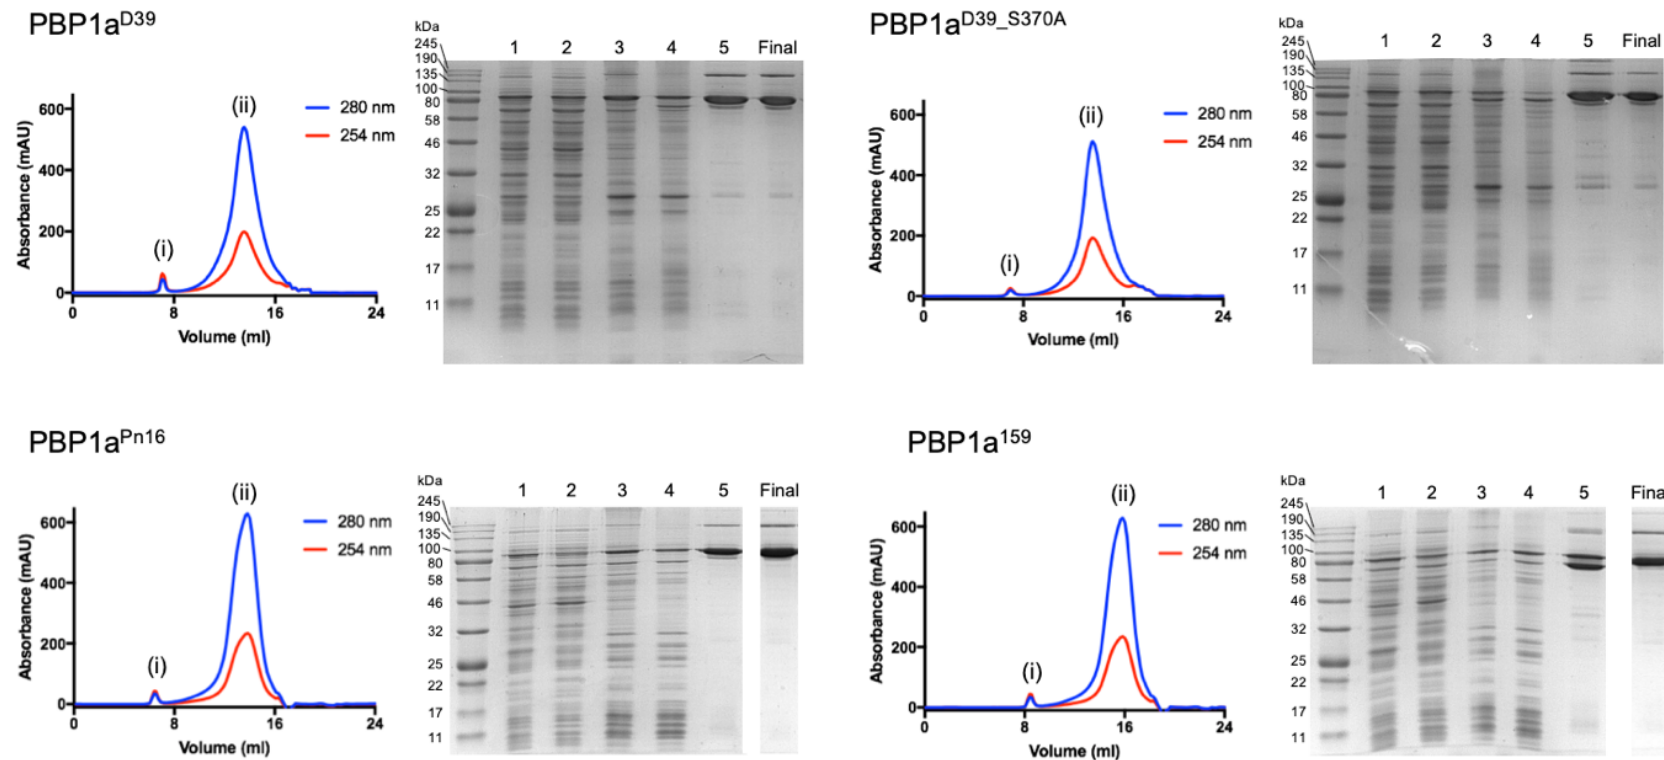 PBP1aD39
PBP1aD39_S370A
kDa
245
190
135
100
80
58
46
32
25
22
17
11
1 2 3 4 5 Final
(i)
(ii)
280 nm
254 nm
Absorbance (mAU)
600
400
200
0
0 8 16 24
Volume (ml)
kDa
245
190
135
100
80
58
46
32
25
22
17
11
1 2 3 4 5 Final
(i)
(ii)
280 nm
254 nm
Absorbance (mAU)
600
400
200
0
0 8 16 24
Volume (ml)
PBP1aPn16
PBP1a159
kDa
245
190
135
100
80
58
46
32
25
22
17
11
1 2 3 4 5 Final
(i)
(ii)
280 nm
254 nm
Absorbance (mAU)
600
400
200
0
0 8 16 24
Volume (ml)
kDa
245
190
135
100
80
58
46
32
25
22
17
11
1 2 3 4 5 Fina
(i)
(ii)
280 nm
254 nm
Absorbance (mAU)
600
400
200
0
0 8 16 24
Volume (ml)